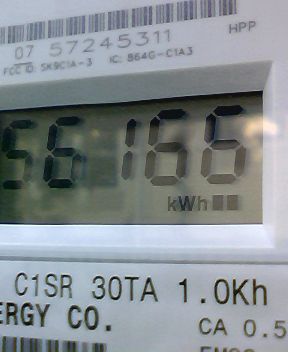 07 57245311 HPP
FCC ID: SK9C1A-3 IC: 864G-C1A3
56166
kWh
C1SR 30TA 1.0Kh
ERGY CO.
CA 0.5